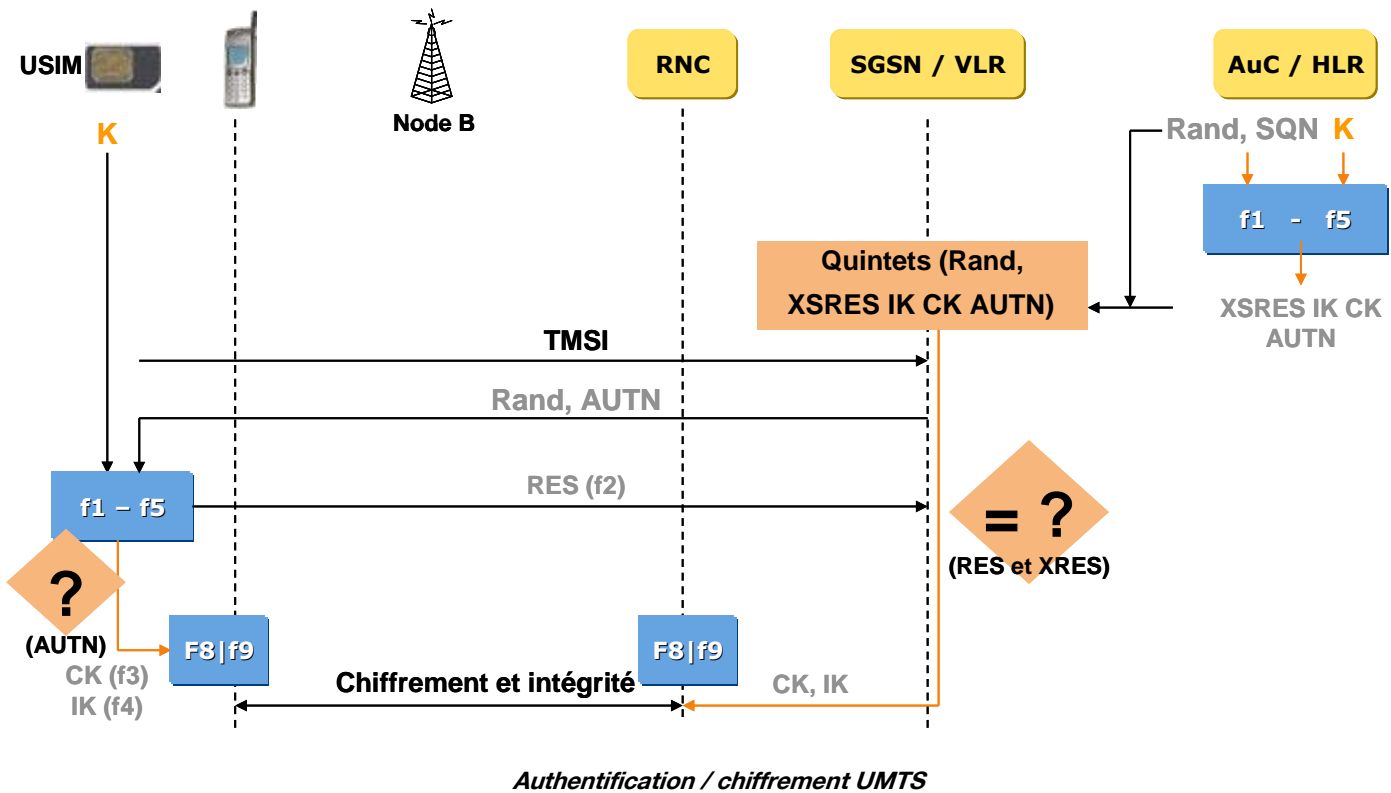 USIM
RNC
SGSN / VLR
AuC / HLR
Node B
K
Rand, SQN K
f1 - f5
Quintets (Rand,
XSRES IK CK AUTN)
XSRES IK CK
AUTN
TMSI
Rand, AUTN
f1 – f5
RES (f2)
= ?
(RES et XRES)
?
(AUTN)
CK (f3)
IK (f4)
F8|f9
F8|f9
Chiffrement et intégrité
CK, IK
Authentification / chiffrement UMTS